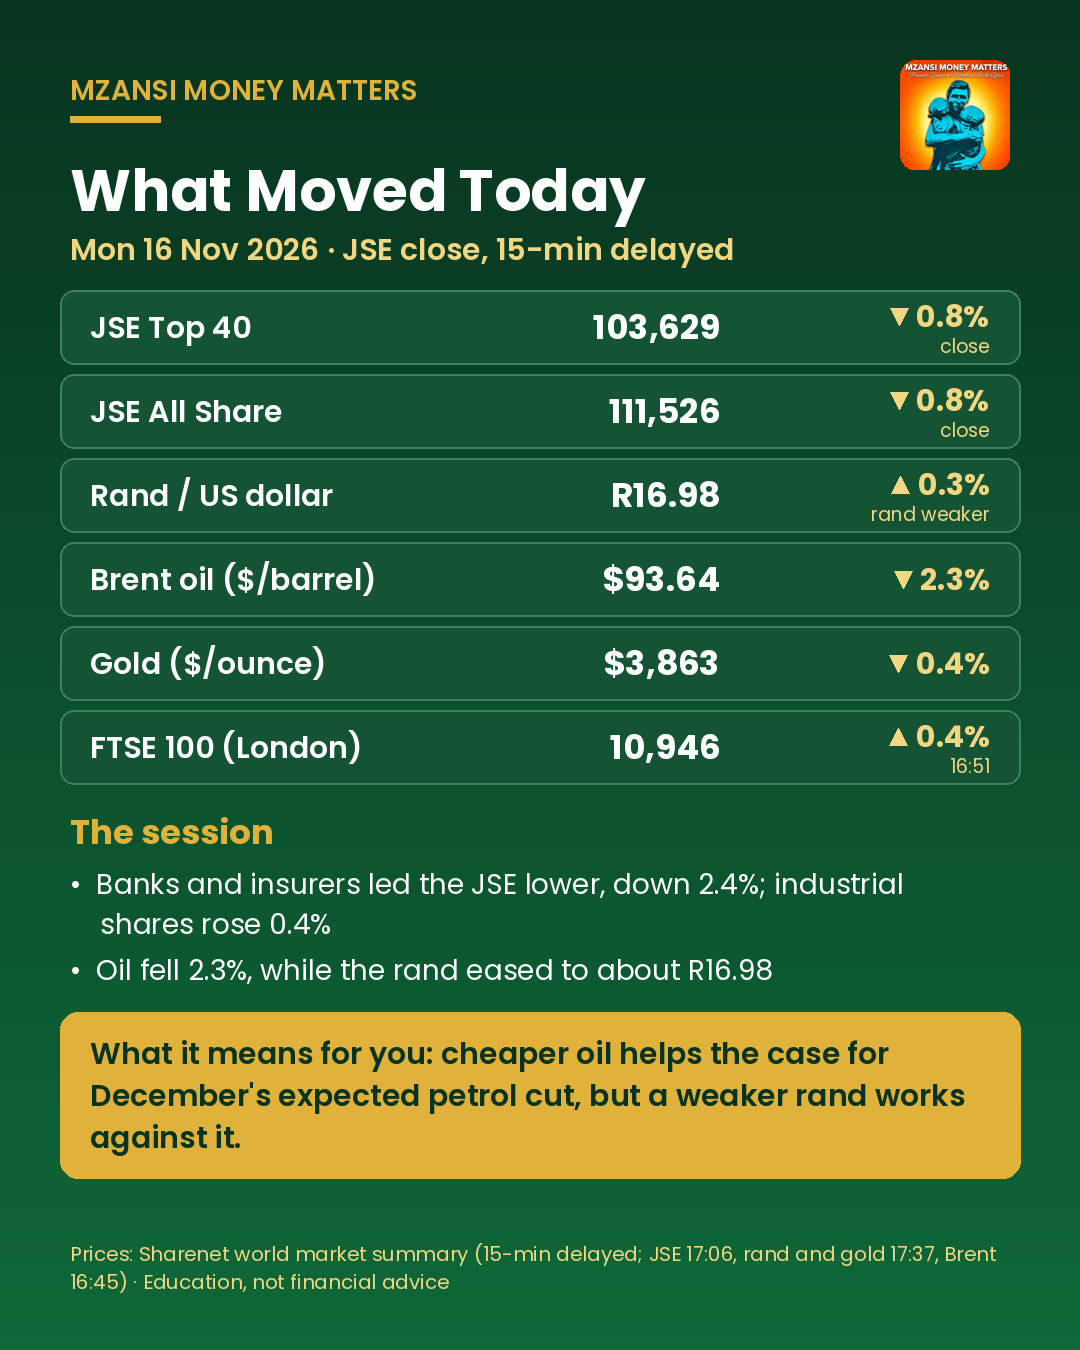 MZANSI MONEY MATTERS
MZANSI MONEY MATTERS
What Moved Today
Mon 16 Nov 2026 · JSE close, 15-min delayed
JSE Top 40 103,629 ▼ 0.8%
close
JSE All Share 111,526 ▼ 0.8%
close
Rand / US dollar R16.98 ▲ 0.3%
rand weaker
Brent oil ($/barrel) $93.64 ▼ 2.3%
Gold ($/ounce) $3,863 ▼ 0.4%
FTSE 100 (London) 10,946 ▲ 0.4%
16:51
The session
• Banks and insurers led the JSE lower, down 2.4%; industrial
shares rose 0.4%
• Oil fell 2.3%, while the rand eased to about R16.98
What it means for you: cheaper oil helps the case for
December's expected petrol cut, but a weaker rand works
against it.
Prices: Sharenet world market summary (15-min delayed; JSE 17:06, rand and gold 17:37, Brent
16:45) · Education, not financial advice